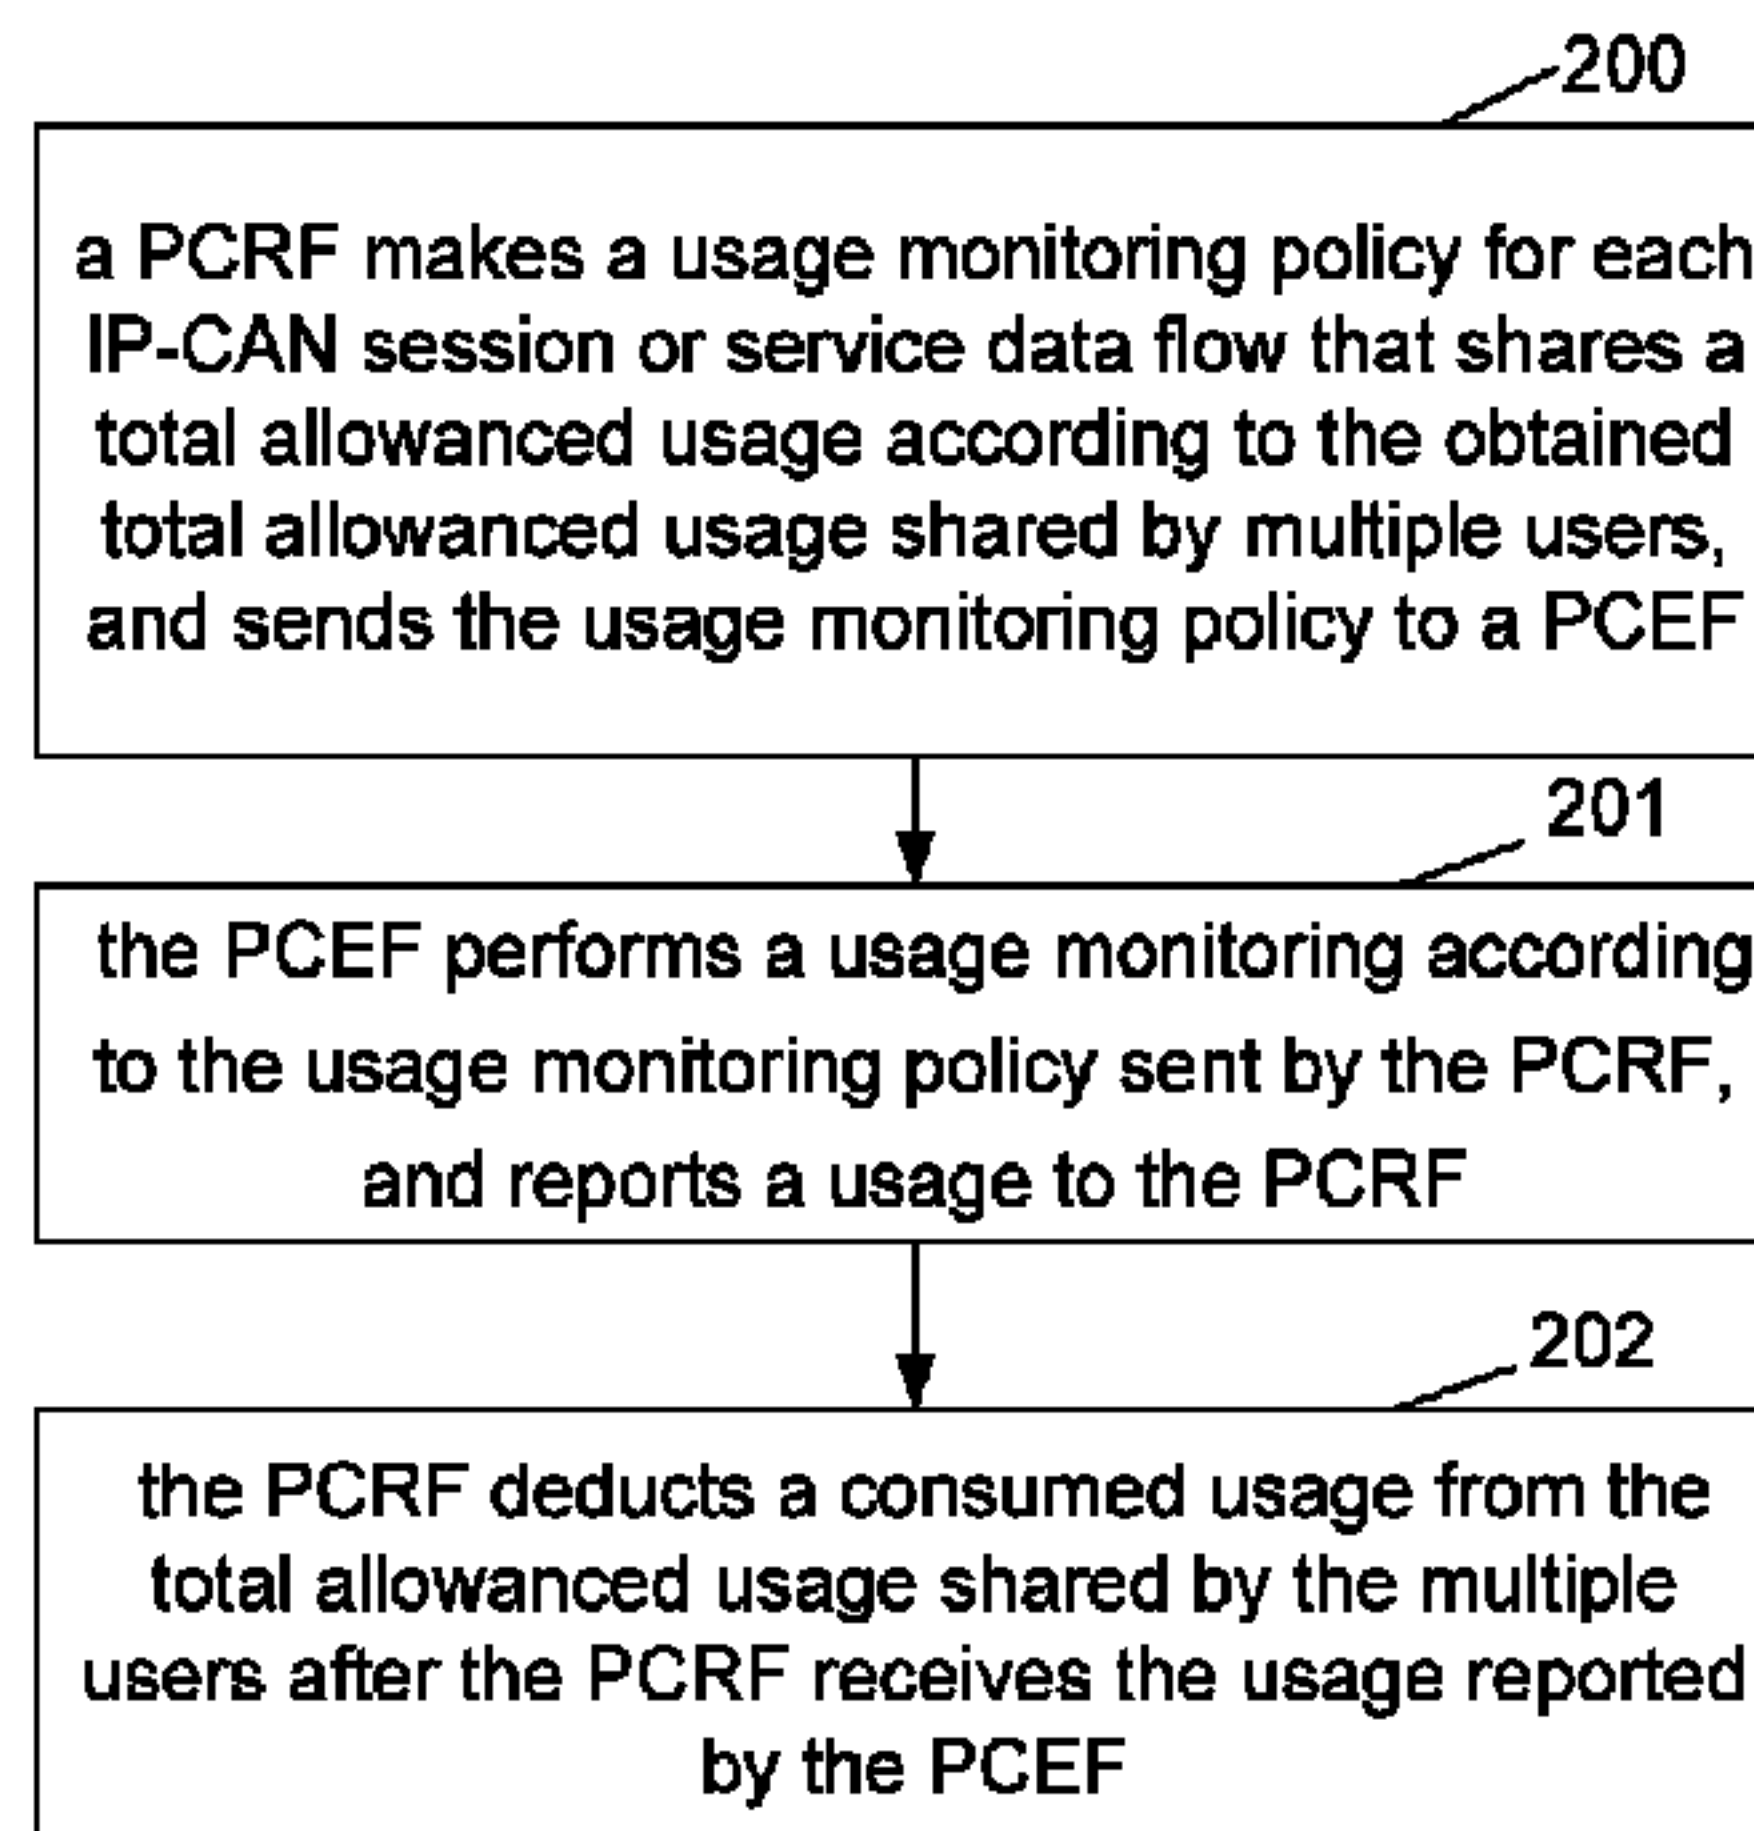 200
a PCRF makes a usage monitoring policy for each
IP-CAN session or service data flow that shares a
total allowanced usage according to the obtained
total allowanced usage shared by multiple users,
and sends the usage monitoring policy to a PCEF
201
the PCEF performs a usage monitoring according
to the usage monitoring policy sent by the PCRF,
and reports a usage to the PCRF
202
the PCRF deducts a consumed usage from the
total allowanced usage shared by the multiple
users after the PCRF receives the usage reported
by the PCEF